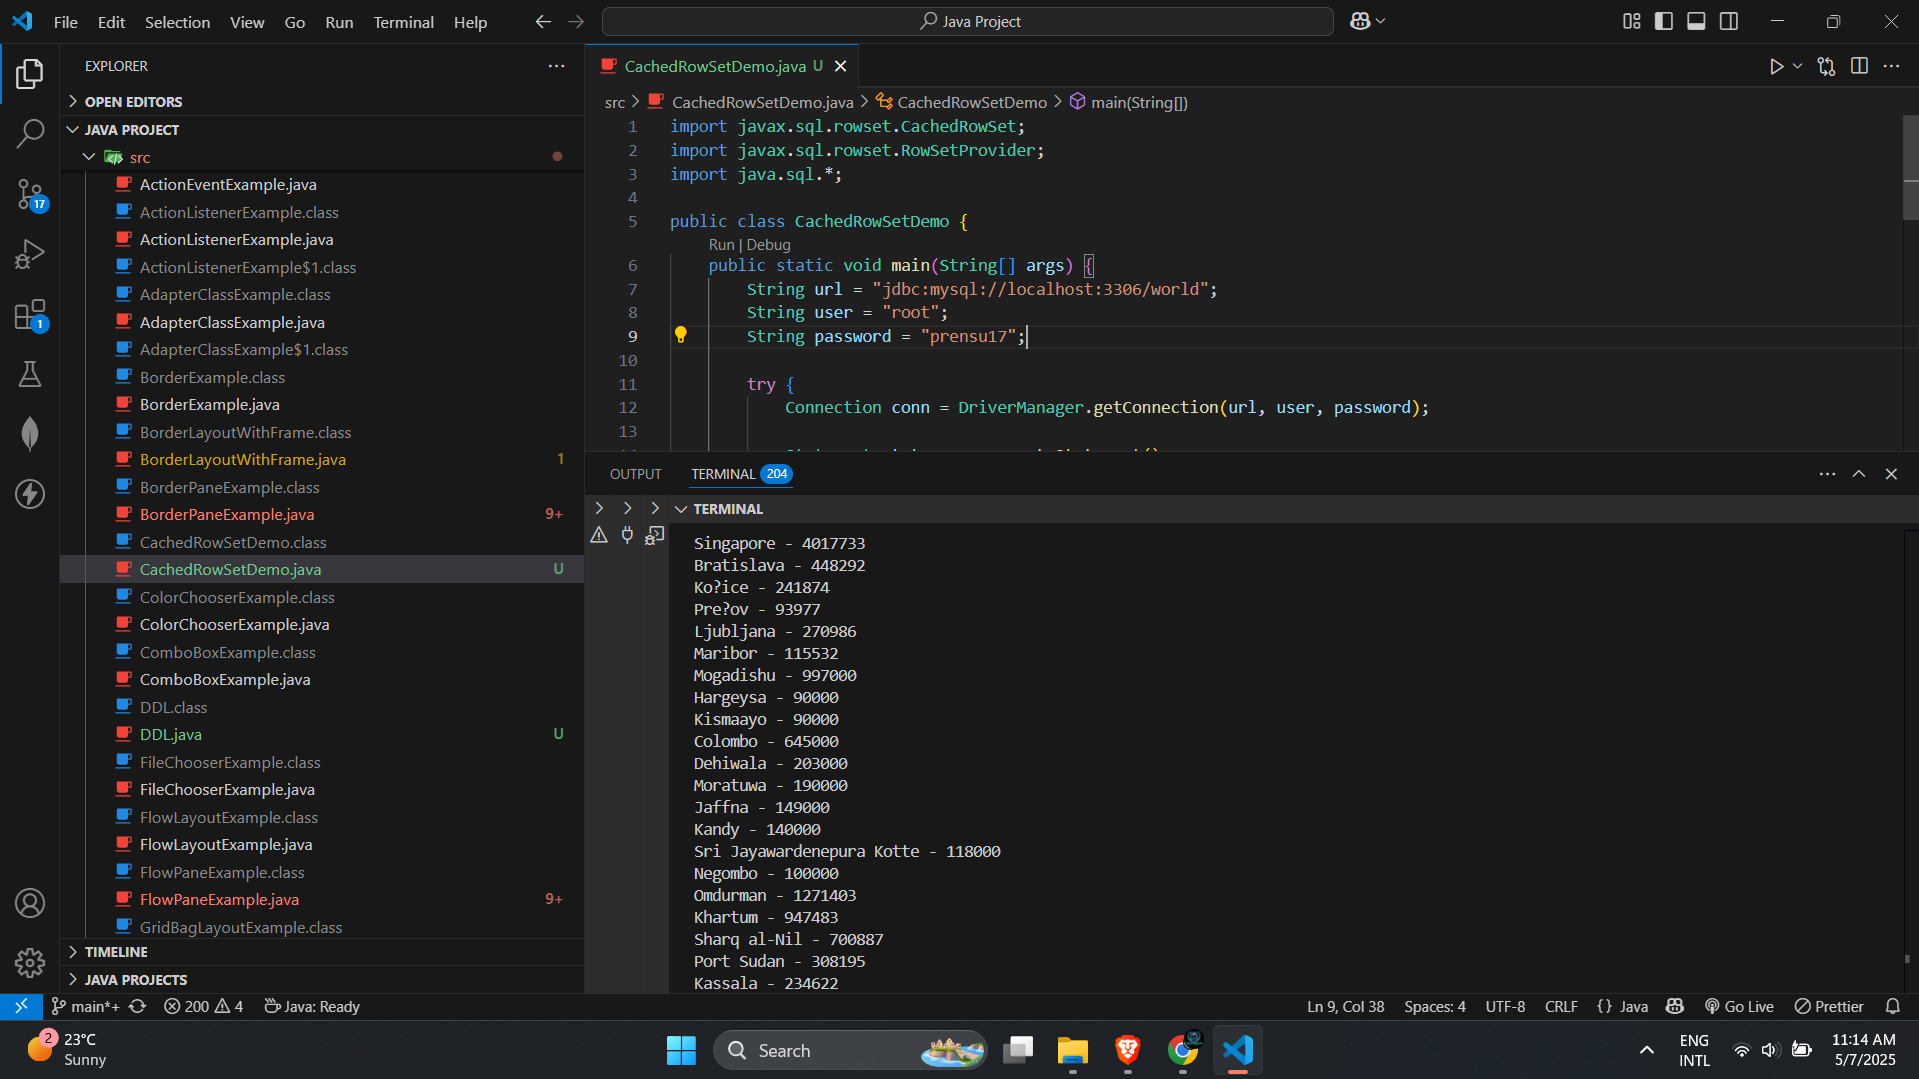 File Edit Selection View Go Run Terminal Help
Java Project
EXPLORER
OPEN EDITORS
JAVA PROJECT
src
ActionEventExample.java
ActionListenerExample.class
ActionListenerExample.java
ActionListenerExample$1.class
AdapterClassExample.class
AdapterClassExample.java
AdapterClassExample$1.class
BorderExample.class
BorderExample.java
BorderLayoutWithFrame.class
BorderLayoutWithFrame.java 1
BorderPaneExample.class
BorderPaneExample.java 9+
CachedRowSetDemo.class
CachedRowSetDemo.java U
ColorChooserExample.class
ColorChooserExample.java
ComboBoxExample.class
ComboBoxExample.java
DDL.class
DDL.java U
FileChooserExample.class
FileChooserExample.java
FlowLayoutExample.class
FlowLayoutExample.java
FlowPaneExample.class
FlowPaneExample.java 9+
GridBagLayoutExample.class
TIMELINE
JAVA PROJECTS
17
1
CachedRowSetDemo.java U
src > CachedRowSetDemo.java > CachedRowSetDemo > main(String[])
1 import javax.sql.rowset.CachedRowSet;
2 import javax.sql.rowset.RowSetProvider;
3 import java.sql.*;
4
5 public class CachedRowSetDemo {
Run | Debug
6 public static void main(String[] args) {
7 String url = "jdbc:mysql://localhost:3306/world";
8 String user = "root";
9 String password = "prensu17";
10
11 try {
12 Connection conn = DriverManager.getConnection(url, user, password);
13
OUTPUT TERMINAL 204
TERMINAL
Singapore - 4017733
Bratislava - 448292
Ko?ice - 241874
Pre?ov - 93977
Ljubljana - 270986
Maribor - 115532
Mogadishu - 997000
Hargeysa - 90000
Kismaayo - 90000
Colombo - 645000
Dehiwala - 203000
Moratuwa - 190000
Jaffna - 149000
Kandy - 140000
Sri Jayawardenepura Kotte - 118000
Negombo - 100000
Omdurman - 1271403
Khartum - 947483
Sharq al-Nil - 700887
Port Sudan - 308195
Kassala - 234622
main*+ 200 4 Java: Ready
Ln 9, Col 38 Spaces: 4 UTF-8 CRLF {} Java Go Live Prettier
2
23°C
Sunny
Search
ENG
INTL
11:14 AM
5/7/2025